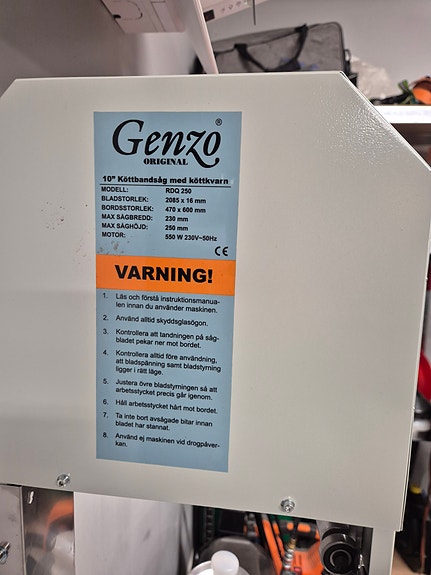 Genzo®
ORIGINAL
10" Köttbandsåg med köttkvarn
MODELL: RDQ 250
BLADSTORLEK: 2085 x 16 mm
BORDSSTORLEK: 470 x 600 mm
MAX SÅGBREDD: 230 mm
MAX SÅGHÖJD: 250 mm
MOTOR: 550 W 230V~50Hz
CE
VARNING!
1. Läs och förstå instruktionsmanua-
len innan du använder maskinen.
2. Använd alltid skyddsglasögon.
3. Kontrollera att tandningen på såg-
bladet pekar ner mot bordet.
4. Kontrollera alltid före användning,
att bladspänning samt bladstyrning
ligger i rätt läge.
5. Justera övre bladstyrningen så att
arbetsstycket precis går igenom.
6. Håll arbetsstycket hårt mot bordet.
7. Ta inte bort avsågade bitar innan
bladet har stannat.
8. Använd ej maskinen vid drogpåver-
kan.